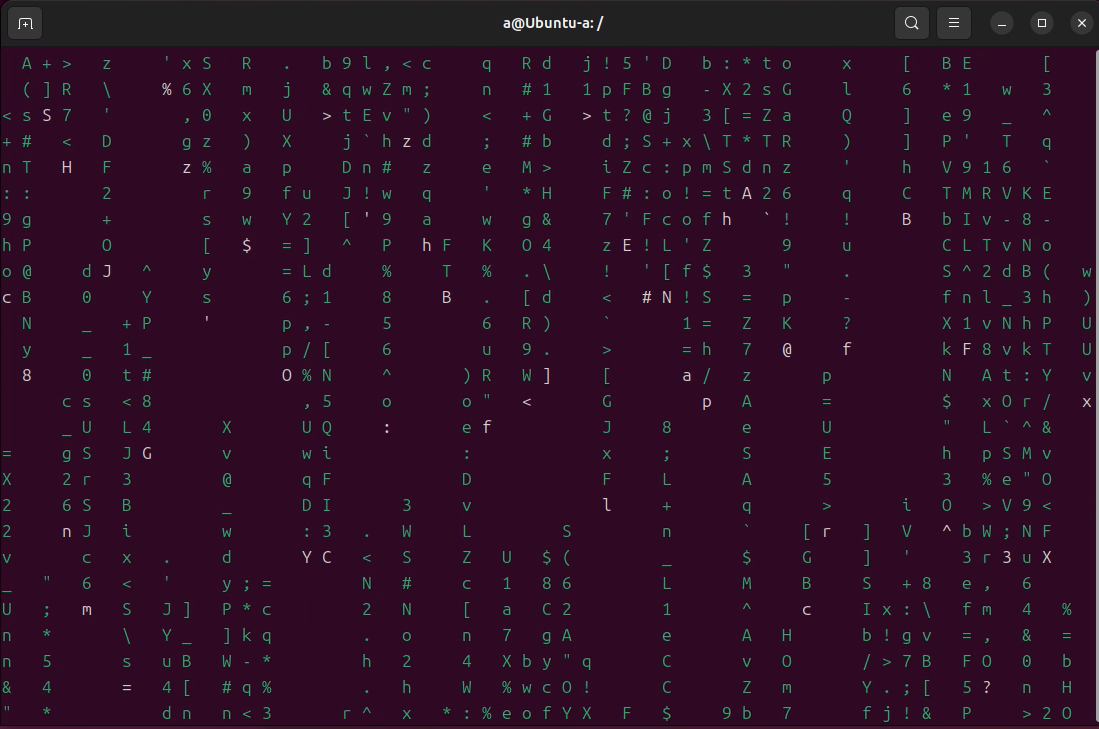 a@Ubuntu-a: /
A + > z ' x S R . b 9 l , < c q R d j ! 5 ' D b : * t o x [ B E [
( ] R \ % 6 X m j & q w Z m ; n # 1 1 p F B g - X 2 s G l 6 * 1 w 3
< s S 7 ' , 0 x U > t E v " ) < + G > t ? @ j 3 [ = Z a Q ] e 9 _ ^
+ # < D g z ) X j ` h z d ; # b d ; S + x \ T * T R ) ] P ' T q
n T H F z % a p D n # z e M > i Z c : p m S d n z ' h V 9 1 6 `
: : 2 r 9 f u J ! w q ' * H F # : o ! = t A 2 6 q C T M R V K E
9 g + s w Y 2 [ ' 9 a w g & 7 ' F c o f h ` ! ! B b I v - 8 -
h P O [ $ = ] ^ P h F K O 4 z E ! L ' Z 9 u C L T v N o
o @ d J ^ y = L d % T % . \ ! ' [ f $ 3 " . S ^ 2 d B ( w
c B 0 Y s 6 ; 1 8 B . [ d < # N ! S = p - f n l _ 3 h )
N _ + P ' p , - 5 6 R ) ` 1 = Z K ? X 1 v N h P U
y _ 1 _ p / [ 6 u 9 . > = h 7 @ f k F 8 v k T U
8 0 t # O % N ^ ) R W ] [ a / z p N A t : Y v
c s < 8 , 5 o o " < G p A = $ x O r / x
_ U L 4 X U Q : e f J 8 e U " L ` ^ &
= g S J G v w i : x ; S E h p S M v
X 2 r 3 @ q F D F L A 5 3 % e " O
2 6 S B _ D I 3 v l + q > i O > V 9 <
2 n J i w : 3 . W L S n ` [ r ] V ^ b W ; N F
v c x . d Y C < S Z U $ ( _ $ G ] ' 3 r 3 u X
_ " 6 < ' y ; = N # c 1 8 6 L M B S + 8 e , 6
U ; m S J ] P * c 2 N [ a C 2 1 ^ c I x : \ f m 4 %
n * \ Y _ ] k q . o n 7 g A e A H b ! g v = , & =
n 5 s u B W - * h 2 4 X b y " q C v O / > 7 B F O 0 b
& 4 = 4 [ # q % . h W % w c O ! C Z m Y . ; [ 5 ? n H
" * d n n < 3 r ^ x * : % e o f Y X F $ 9 b 7 f j ! & P > 2 O